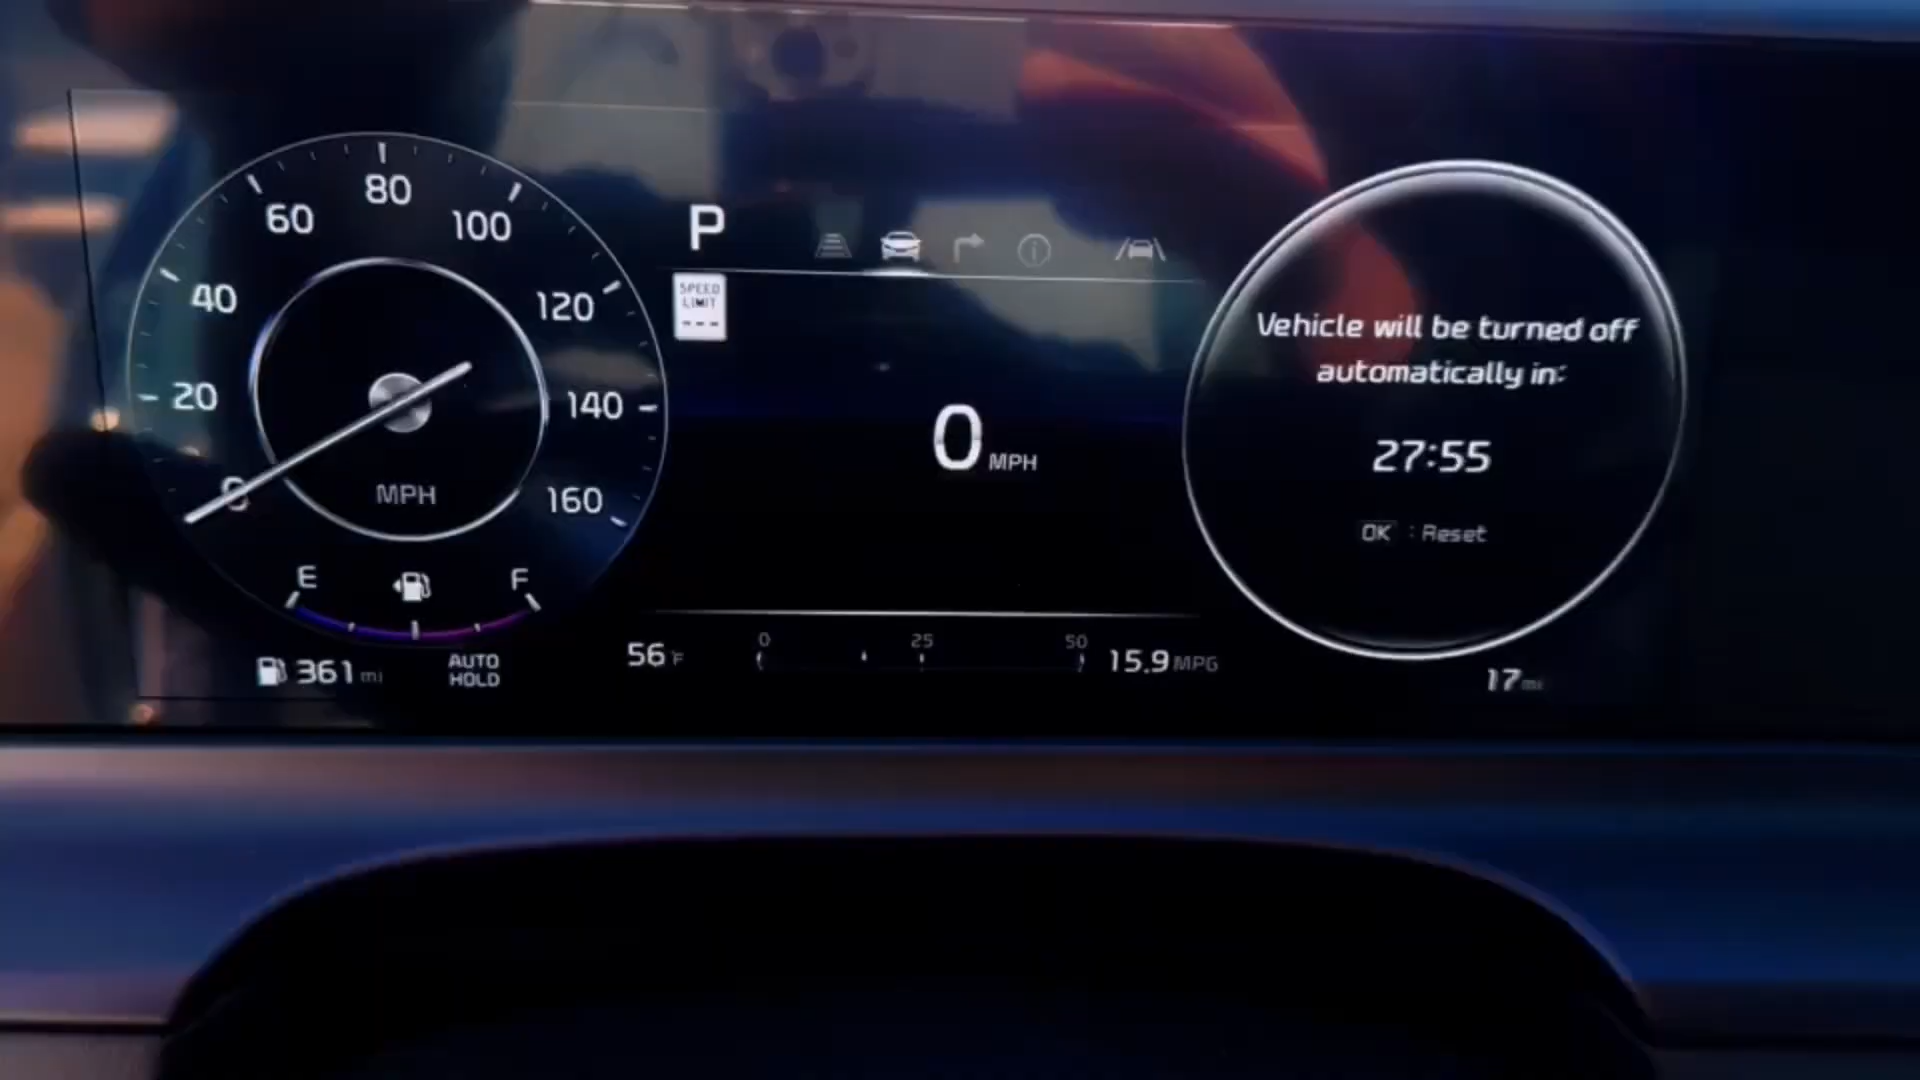 80
60
100
40
120
20
140
0
160
MPH
E
F
361 mi
AUTO
HOLD
P
SPEED
LIMIT
---
0 MPH
56°F
0 25 50
15.9 MPG
Vehicle will be turned off
automatically in:
27:55
OK : Reset
17 mi